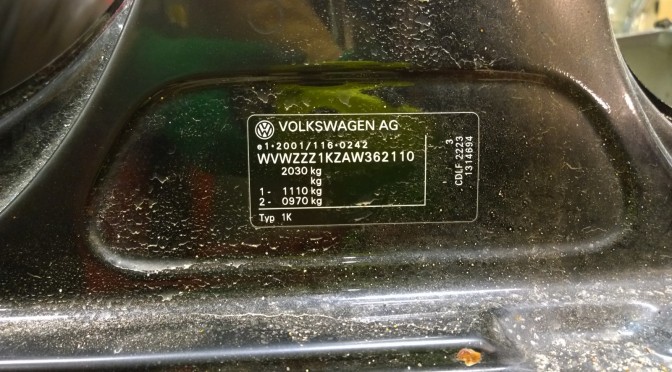 VOLKSWAGEN AG
e1*2001/116*0242
WVWZZZ1KZAW362110
2030 kg
kg
1- 1110 kg
2- 0970 kg
Typ 1K
3
CDLF 2223
1314694